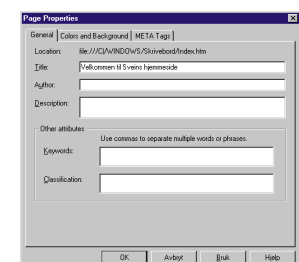 Page Properties
General Colors and Background META Tags
Location: file:///C|/WINDOWS/Skrivebord/Index.htm
Title: Velkommen til Sveins hjemmeside
Author:
Description:
Other attributes
Use commas to separate multiple words or phrases.
Keywords:
Classification:
OK Avbryt Bruk Hjelp